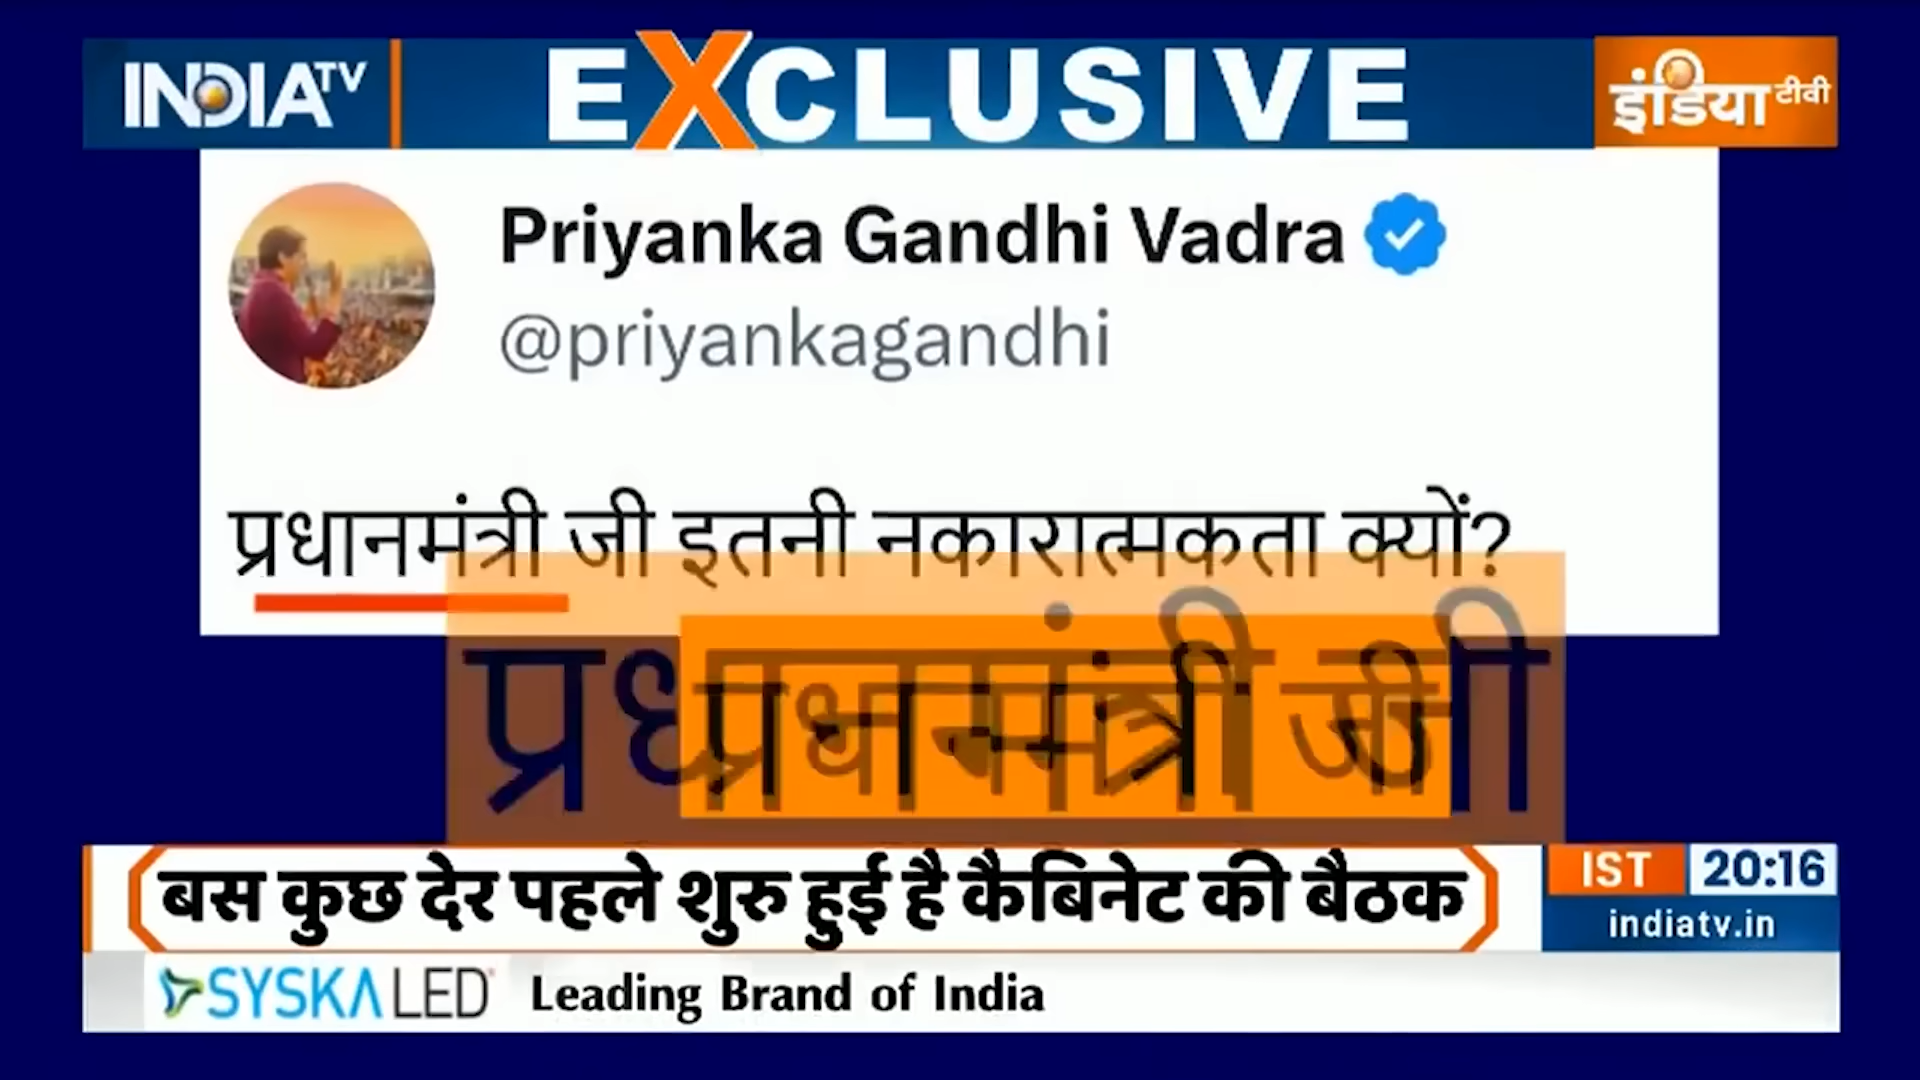 INDIA TV
EXCLUSIVE
इंडिया टीवी
Priyanka Gandhi Vadra
@priyankagandhi
प्रधानमंत्री जी इतनी नकारात्मकता क्यों?
प्रधानमंत्री जी
बस कुछ देर पहले शुरु हुई है कैबिनेट की बैठक
IST 20:16
indiatv.in
SYSKA LED Leading Brand of India